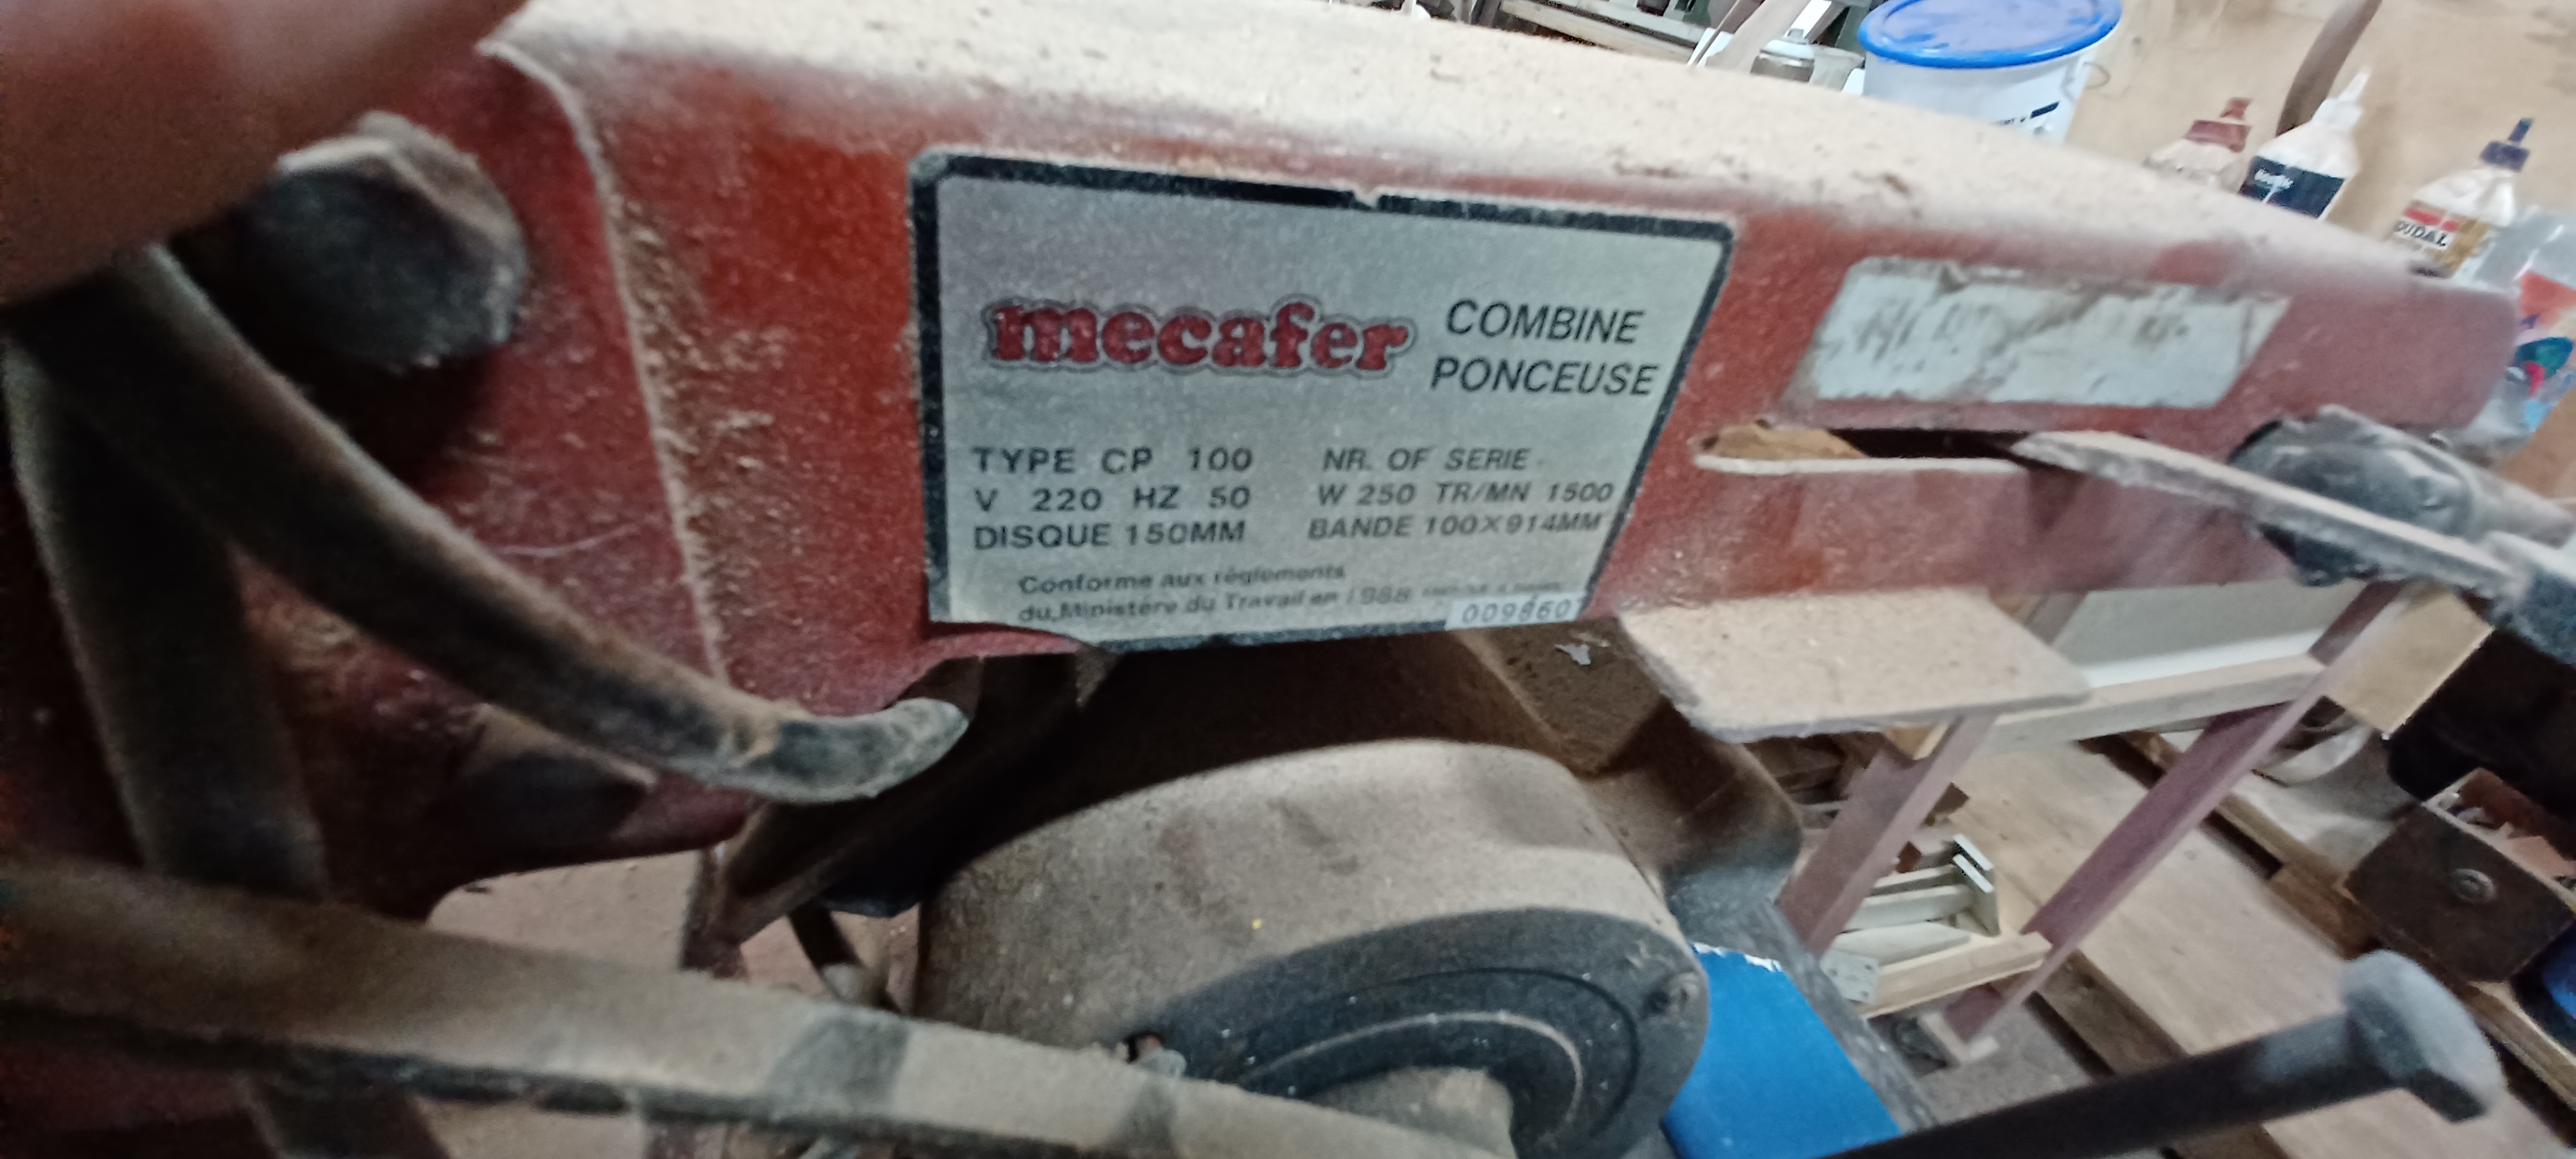 mecafer
COMBINE
PONCEUSE
TYPE CP 100 NR. OF SERIE
V 220 HZ 50 W 250 TR/MN 1500
DISQUE 150MM BANDE 100X914MM
Conforme aux règlements
du Ministère du Travail en 1988
009860
OUDAL